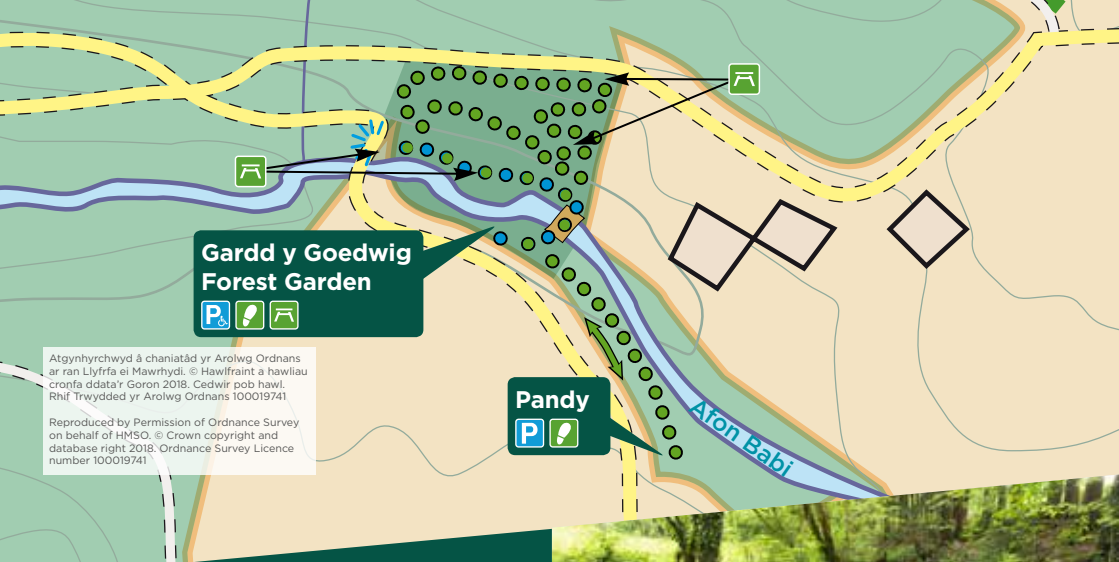 Gardd y Goedwig
Forest Garden
P
Atgynhyrchwyd â chaniatâd yr Arolwg Ordnans
ar ran Llyfrfa ei Mawrhydi. © Hawlfraint a hawliau
cronfa ddata'r Goron 2018. Cedwir pob hawl.
Rhif Trwydded yr Arolwg Ordnans 100019741
Reproduced by Permission of Ordnance Survey
on behalf of HMSO. © Crown copyright and
database right 2018. Ordnance Survey Licence
number 100019741
Pandy
P
Afon Babi